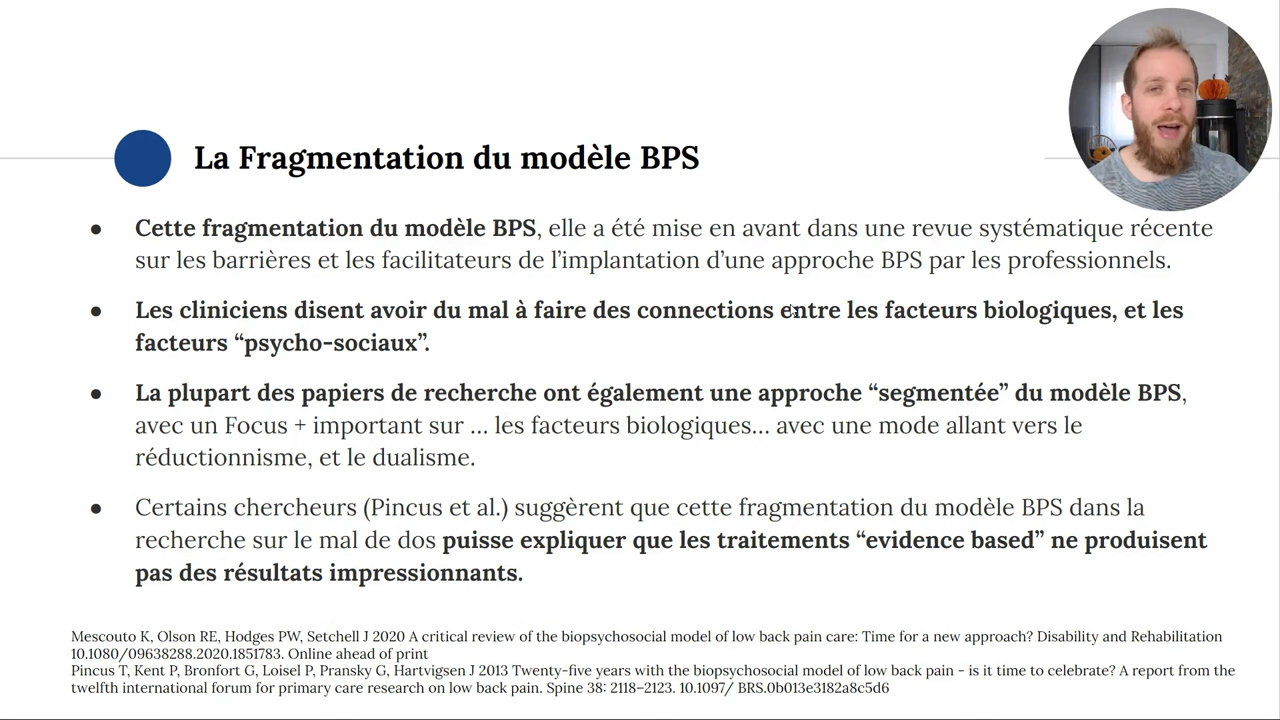 La Fragmentation du modèle BPS
● Cette fragmentation du modèle BPS, elle a été mise en avant dans une revue systématique récente
sur les barrières et les facilitateurs de l’implantation d’une approche BPS par les professionnels.
● Les cliniciens disent avoir du mal à faire des connections entre les facteurs biologiques, et les
facteurs “psycho-sociaux”.
● La plupart des papiers de recherche ont également une approche “segmentée” du modèle BPS,
avec un Focus + important sur … les facteurs biologiques… avec une mode allant vers le
réductionnisme, et le dualisme.
● Certains chercheurs (Pincus et al.) suggèrent que cette fragmentation du modèle BPS dans la
recherche sur le mal de dos puisse expliquer que les traitements “evidence based” ne produisent
pas des résultats impressionnants.
Mescouto K, Olson RE, Hodges PW, Setchell J 2020 A critical review of the biopsychosocial model of low back pain care: Time for a new approach? Disability and Rehabilitation
10.1080/09638288.2020.1851783. Online ahead of print
Pincus T, Kent P, Bronfort G, Loisel P, Pransky G, Hartvigsen J 2013 Twenty-five years with the biopsychosocial model of low back pain - is it time to celebrate? A report from the
twelfth international forum for primary care research on low back pain. Spine 38: 2118–2123. 10.1097/ BRS.0b013e3182a8c5d6